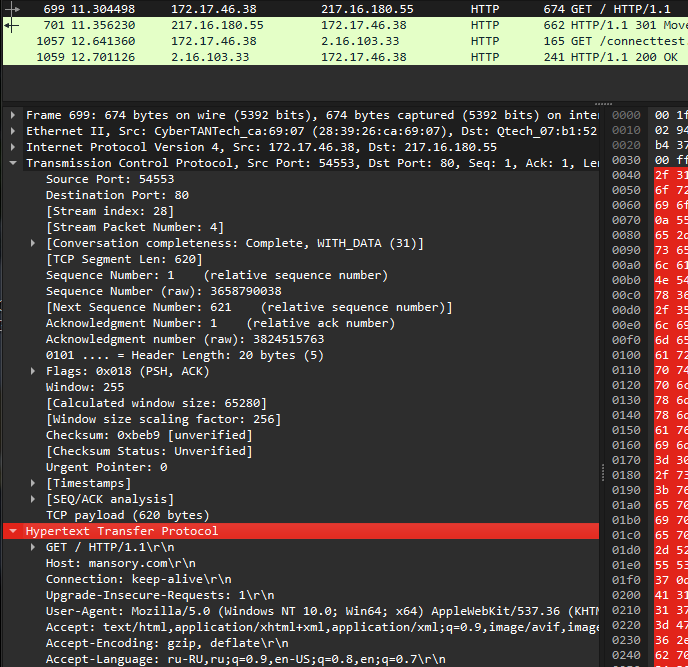 699 11.304498 172.17.46.38 217.16.180.55 HTTP 674 GET / HTTP/1.1
701 11.356230 217.16.180.55 172.17.46.38 HTTP 662 HTTP/1.1 301 Move
1057 12.641360 172.17.46.38 2.16.103.33 HTTP 165 GET /connecttest.
1059 12.701126 2.16.103.33 172.17.46.38 HTTP 241 HTTP/1.1 200 OK
Frame 699: 674 bytes on wire (5392 bits), 674 bytes captured (5392 bits) on inte
Ethernet II, Src: CyberTANTech_ca:69:07 (28:39:26:ca:69:07), Dst: Qtech_07:b1:52
Internet Protocol Version 4, Src: 172.17.46.38, Dst: 217.16.180.55
Transmission Control Protocol, Src Port: 54553, Dst Port: 80, Seq: 1, Ack: 1, Len
Source Port: 54553
Destination Port: 80
[Stream index: 28]
[Stream Packet Number: 4]
[Conversation completeness: Complete, WITH_DATA (31)]
[TCP Segment Len: 620]
Sequence Number: 1 (relative sequence number)
Sequence Number (raw): 3658790038
[Next Sequence Number: 621 (relative sequence number)]
Acknowledgment Number: 1 (relative ack number)
Acknowledgment number (raw): 3824515763
0101 .... = Header Length: 20 bytes (5)
Flags: 0x018 (PSH, ACK)
Window: 255
[Calculated window size: 65280]
[Window size scaling factor: 256]
Checksum: 0xbeb9 [unverified]
[Checksum Status: Unverified]
Urgent Pointer: 0
[Timestamps]
[SEQ/ACK analysis]
TCP payload (620 bytes)
Hypertext Transfer Protocol
GET / HTTP/1.1\r\n
Host: mansory.com\r\n
Connection: keep-alive\r\n
Upgrade-Insecure-Requests: 1\r\n
User-Agent: Mozilla/5.0 (Windows NT 10.0; Win64; x64) AppleWebKit/537.36 (KHTM
Accept: text/html,application/xhtml+xml,application/xml;q=0.9,image/avif,image
Accept-Encoding: gzip, deflate\r\n
Accept-Language: ru-RU,ru;q=0.9,en-US;q=0.8,en;q=0.7\r\n
0000 00 1f
0010 02 94
0020 b4 37
0030 00 ff
0040 2f 31
0050 6f 72
0060 69 6f
0070 0a 55
0080 65 2d
0090 73 65
00a0 6c 61
00b0 4e 54
00c0 78 36
00d0 2f 35
00e0 6c 69
00f0 6d 65
0100 61 72
0110 70 74
0120 70 6c
0130 78 6d
0140 78 6d
0150 61 76
0160 69 6d
0170 3d 30
0180 2f 73
0190 3b 76
01a0 65 70
01b0 69 70
01c0 65 70
01d0 2d 52
01e0 55 53
01f0 37 0d
0200 41 31
0210 31 37
0220 3d 47
0230 36 2e
0240 62 70